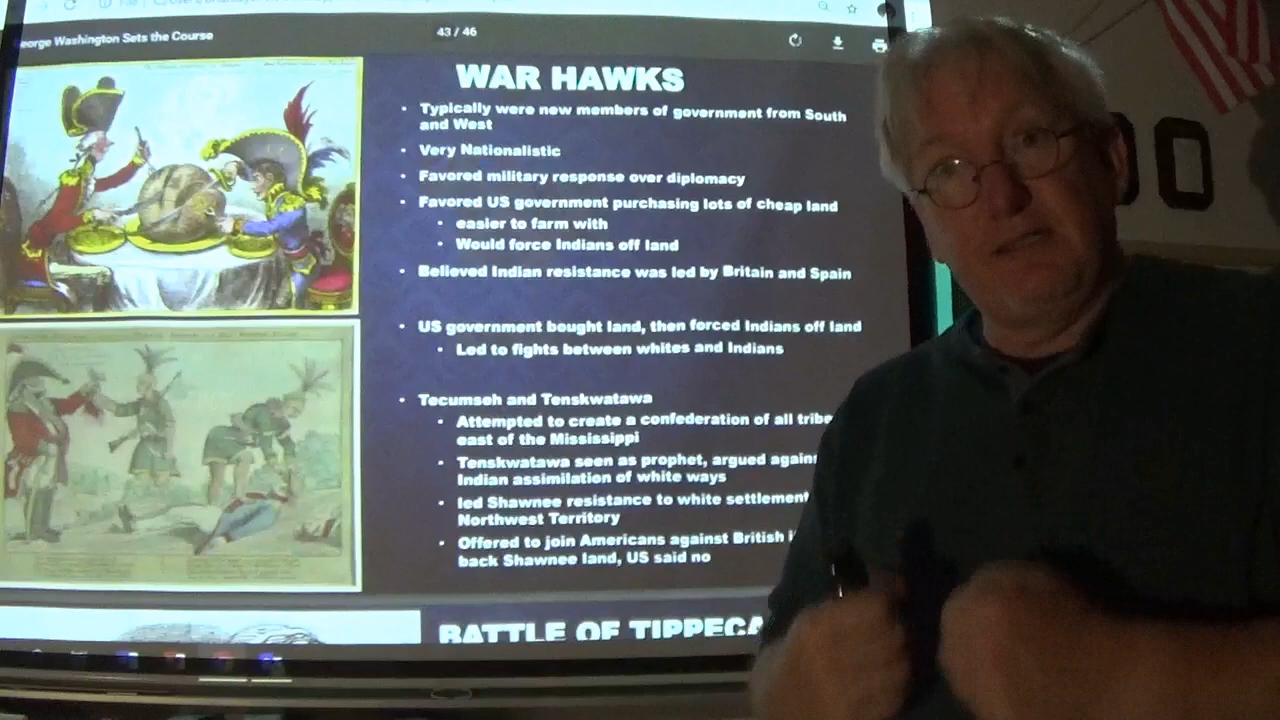 eorge Washington Sets the Course
43 / 46
WAR HAWKS
• Typically were new members of government from South
and West
• Very Nationalistic
• Favored military response over diplomacy
• Favored US government purchasing lots of cheap land
• easier to farm with
• Would force Indians off land
• Believed Indian resistance was led by Britain and Spain
• US government bought land, then forced Indians off land
• Led to fights between whites and Indians
• Tecumseh and Tenskwatawa
• Attempted to create a confederation of all tribe
east of the Mississippi
• Tenskwatawa seen as prophet, argued again
Indian assimilation of white ways
• led Shawnee resistance to white settlement
Northwest Territory
• Offered to join Americans against British i
back Shawnee land, US said no
BATTLE OF TIPPECA